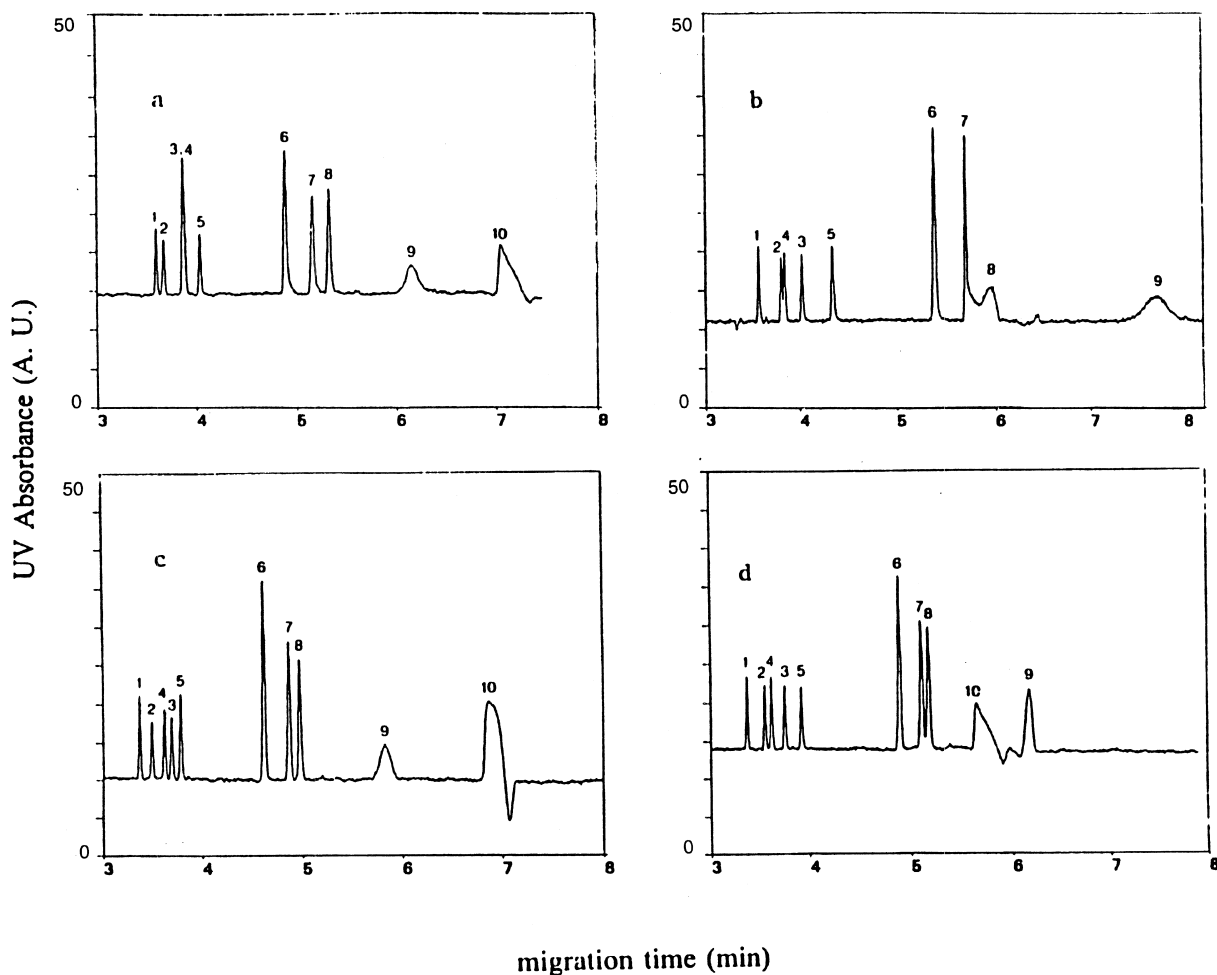 UV Absorbance (A. U.)
50
a
1 2 3.4 5 6 7 8 9 10
0
3 4 5 6 7 8
50
b
1 2 4 3 5 6 7 8 9
0
3 4 5 6 7 8
50
c
1 2 4 3 5 6 7 8 9 10
0
3 4 5 6 7 8
50
d
1 2 4 3 5 6 7 8 10 9
0
3 4 5 6 7 8
migration time (min)